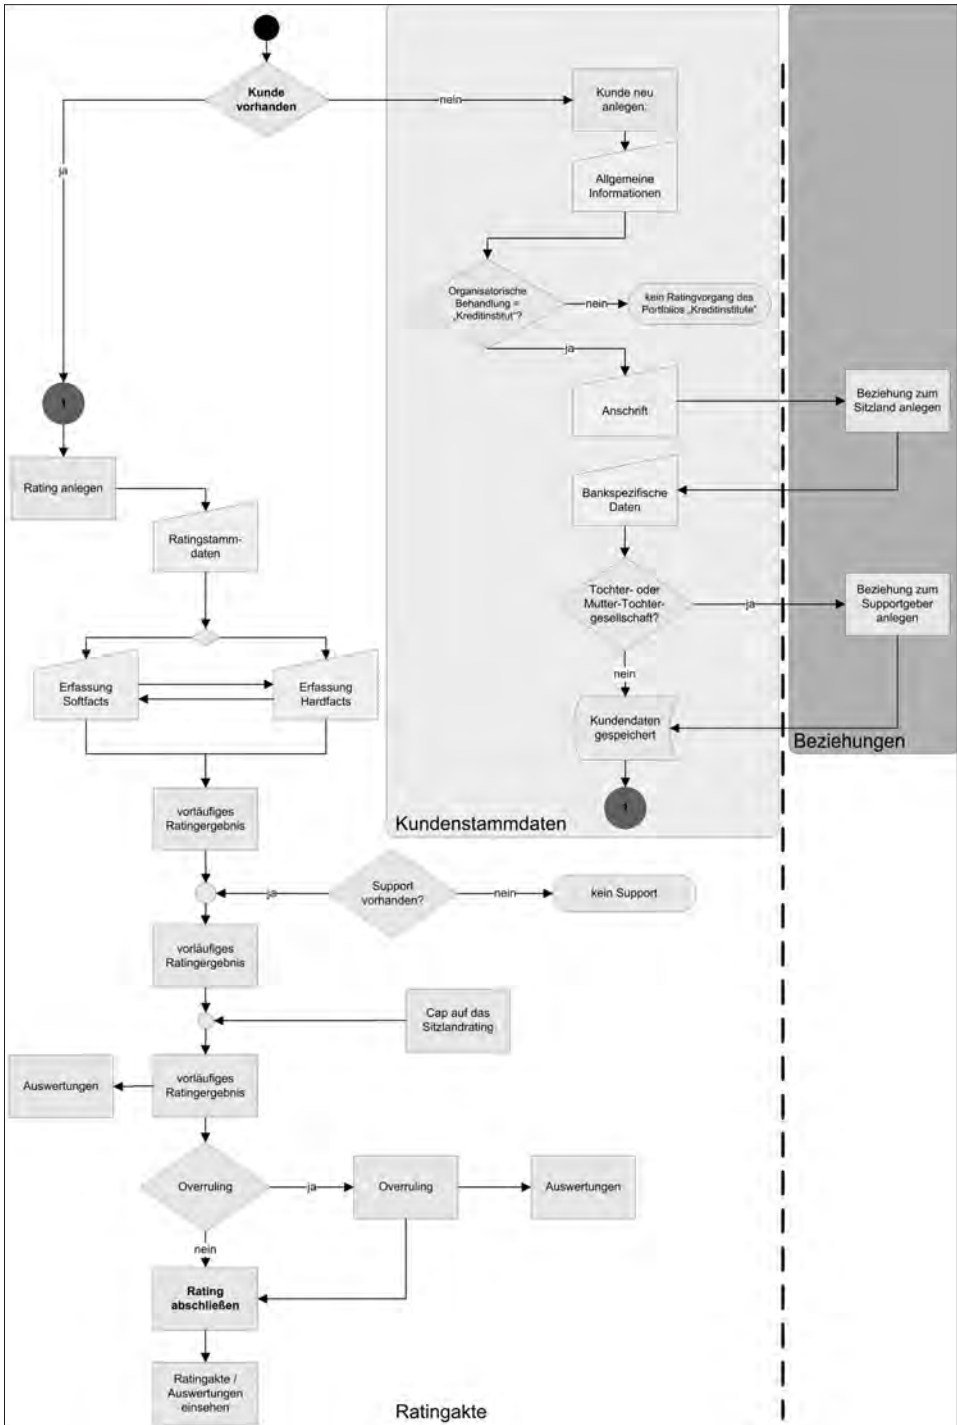 Kunde
vorhanden
nein
ja
Kunde neu
anlegen.
Allgemeine
Informationen
Organisatorische
Behandlung =
„Kreditinstitut“?
nein
kein Ratingvorgang des
Portfolios „Kreditinstitute“
ja
Anschrift
Beziehung zum
Sitzland anlegen
Bankspezifische
Daten
Tochter- oder
Mutter-Tochter-
gesellschaft?
ja
Beziehung zum
Supportgeber
anlegen
nein
Kundendaten
gespeichert
Beziehungen
1
Kundenstammdaten
1
Rating anlegen
Ratingstamm-
daten
Erfassung
Softfacts
Erfassung
Hardfacts
vorläufiges
Ratingergebnis
ja
Support
vorhanden?
nein
kein Support
vorläufiges
Ratingergebnis
Cap auf das
Sitzlandrating
Auswertungen
vorläufiges
Ratingergebnis
Overruling
ja
Overruling
Auswertungen
nein
Rating
abschließen
Ratingakte /
Auswertungen
einsehen
Ratingakte